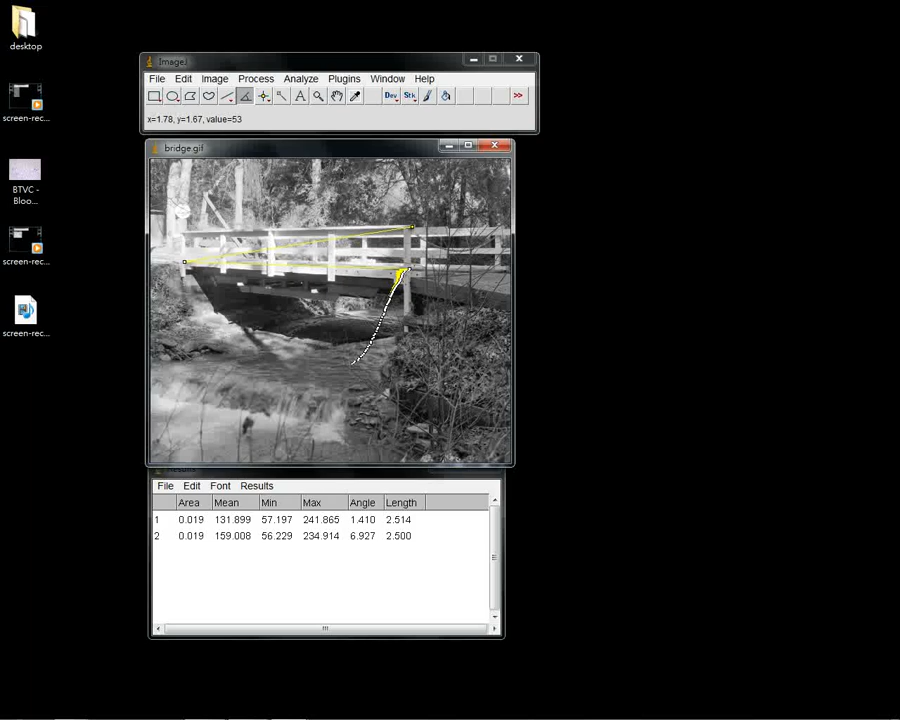 desktop
screen-rec...
BTVC -
Bloo...
screen-rec...
screen-rec...
ImageJ
File Edit Image Process Analyze Plugins Window Help
A Dev Stk >>
x=1.78, y=1.67, value=53
bridge.gif
File Edit Font Results
Area Mean Min Max Angle Length
1 0.019 131.899 57.197 241.865 1.410 2.514
2 0.019 159.008 56.229 234.914 6.927 2.500